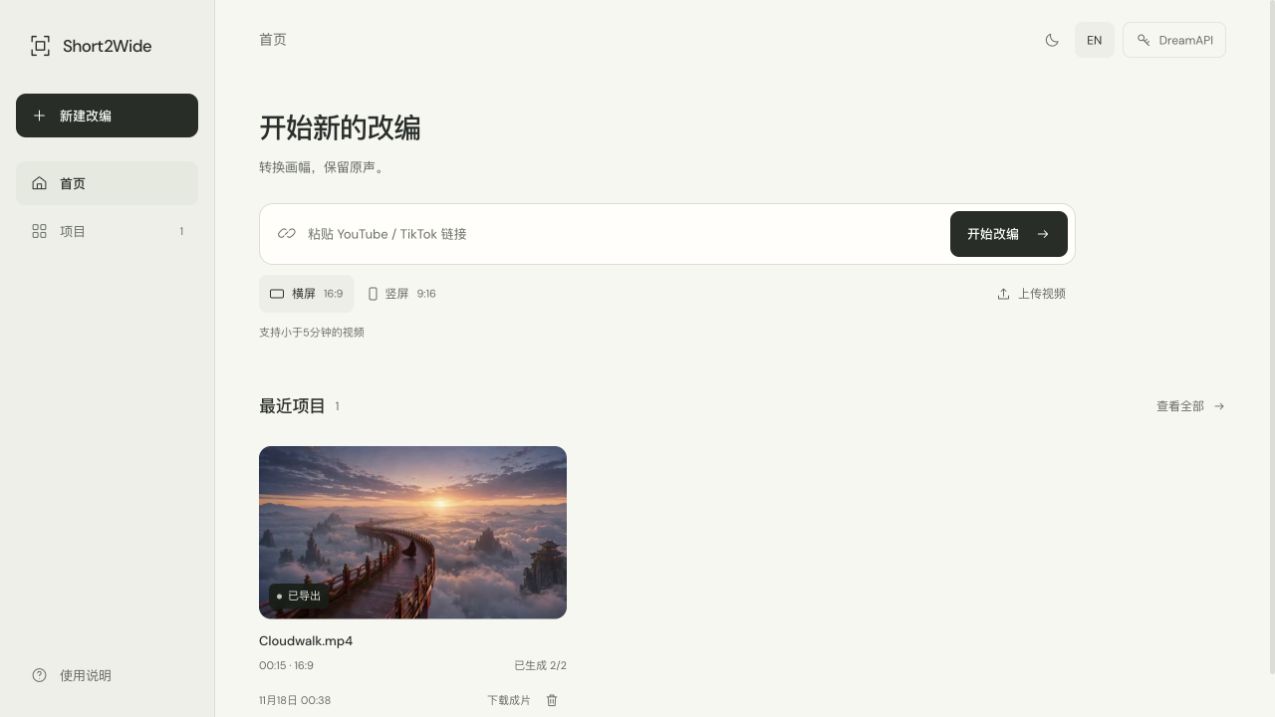 Short2Wide
新建改编
首页
项目 1
使用说明
首页
EN
DreamAPI
开始新的改编
转换画幅，保留原声。
粘贴 YouTube / TikTok 链接
开始改编
横屏 16:9
竖屏 9:16
上传视频
支持小于5分钟的视频
最近项目 1
查看全部
已导出
Cloudwalk.mp4
00:15 · 16:9
已生成 2/2
11月18日 00:38
下载成片